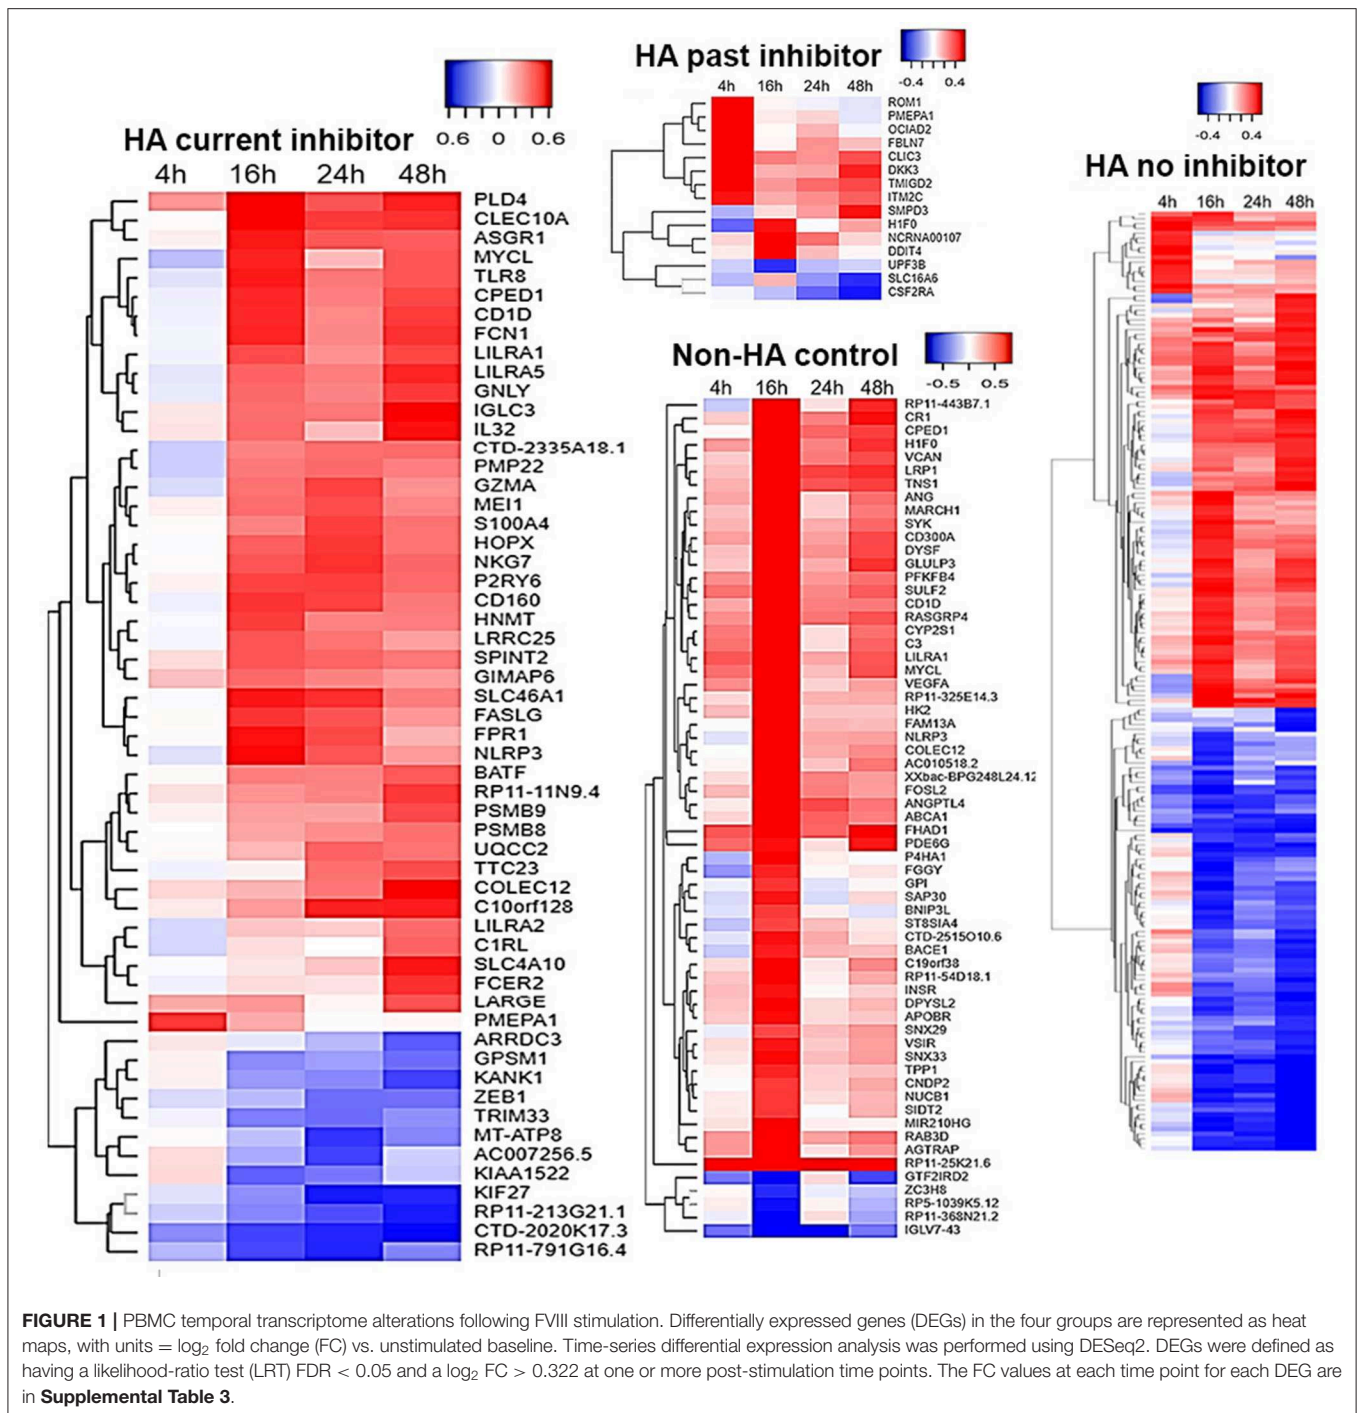 HA current inhibitor
0.6 0 0.6
4h 16h 24h 48h
PLD4
CLEC10A
ASGR1
MYCL
TLR8
CPED1
CD1D
FCN1
LILRA1
LILRA5
GNLY
IGLC3
IL32
CTD-2335A18.1
PMP22
GZMA
MEI1
S100A4
HOPX
NKG7
P2RY6
CD160
HNMT
LRRC25
SPINT2
GIMAP6
SLC46A1
FASLG
FPR1
NLRP3
BATF
RP11-11N9.4
PSMB9
PSMB8
UQCC2
TTC23
COLEC12
C10orf128
LILRA2
C1RL
SLC4A10
FCER2
LARGE
PMEPA1
ARRDC3
GPSM1
KANK1
ZEB1
TRIM33
MT-ATP8
AC007256.5
KIAA1522
KIF27
RP11-213G21.1
CTD-2020K17.3
RP11-791G16.4
HA past inhibitor
-0.4 0.4
4h 16h 24h 48h
ROM1
PMEPA1
OCIAD2
FBLN7
CLIC3
DKK3
TMIGD2
ITM2C
SMPD3
H1F0
NCRNA00107
DDIT4
UPF3B
SLC16A6
CSF2RA
Non-HA control
-0.5 0.5
4h 16h 24h 48h
RP11-443B7.1
CR1
CPED1
H1F0
VCAN
LRP1
TNS1
ANG
MARCH1
SYK
CD300A
DYSF
GLULP3
PFKFB4
SULF2
CD1D
RASGRP4
CYP2S1
C3
LILRA1
MYCL
VEGFA
RP11-325E14.3
HK2
FAM13A
NLRP3
COLEC12
AC010518.2
XXbac-BPG248L24.12
FOSL2
ANGPTL4
ABCA1
FHAD1
PDE6G
P4HA1
FGGY
GPI
SAP30
BNIP3L
ST8SIA4
CTD-2515O10.6
BACE1
C19orf38
RP11-54D18.1
INSR
DPYSL2
APOBR
SNX29
VSIR
SNX33
TPP1
CNDP2
NUCB1
SIDT2
MIR210HG
RAB3D
AGTRAP
RP11-25K21.6
GTF2IRD2
ZC3H8
RP5-1039K5.12
RP11-368N21.2
IGLV7-43
-0.4 0.4
HA no inhibitor
4h 16h 24h 48h
FIGURE 1 | PBMC temporal transcriptome alterations following FVIII stimulation. Differentially expressed genes (DEGs) in the four groups are represented as heat
maps, with units = log₂ fold change (FC) vs. unstimulated baseline. Time-series differential expression analysis was performed using DESeq2. DEGs were defined as
having a likelihood-ratio test (LRT) FDR < 0.05 and a log₂ FC > 0.322 at one or more post-stimulation time points. The FC values at each time point for each DEG are
in Supplemental Table 3.